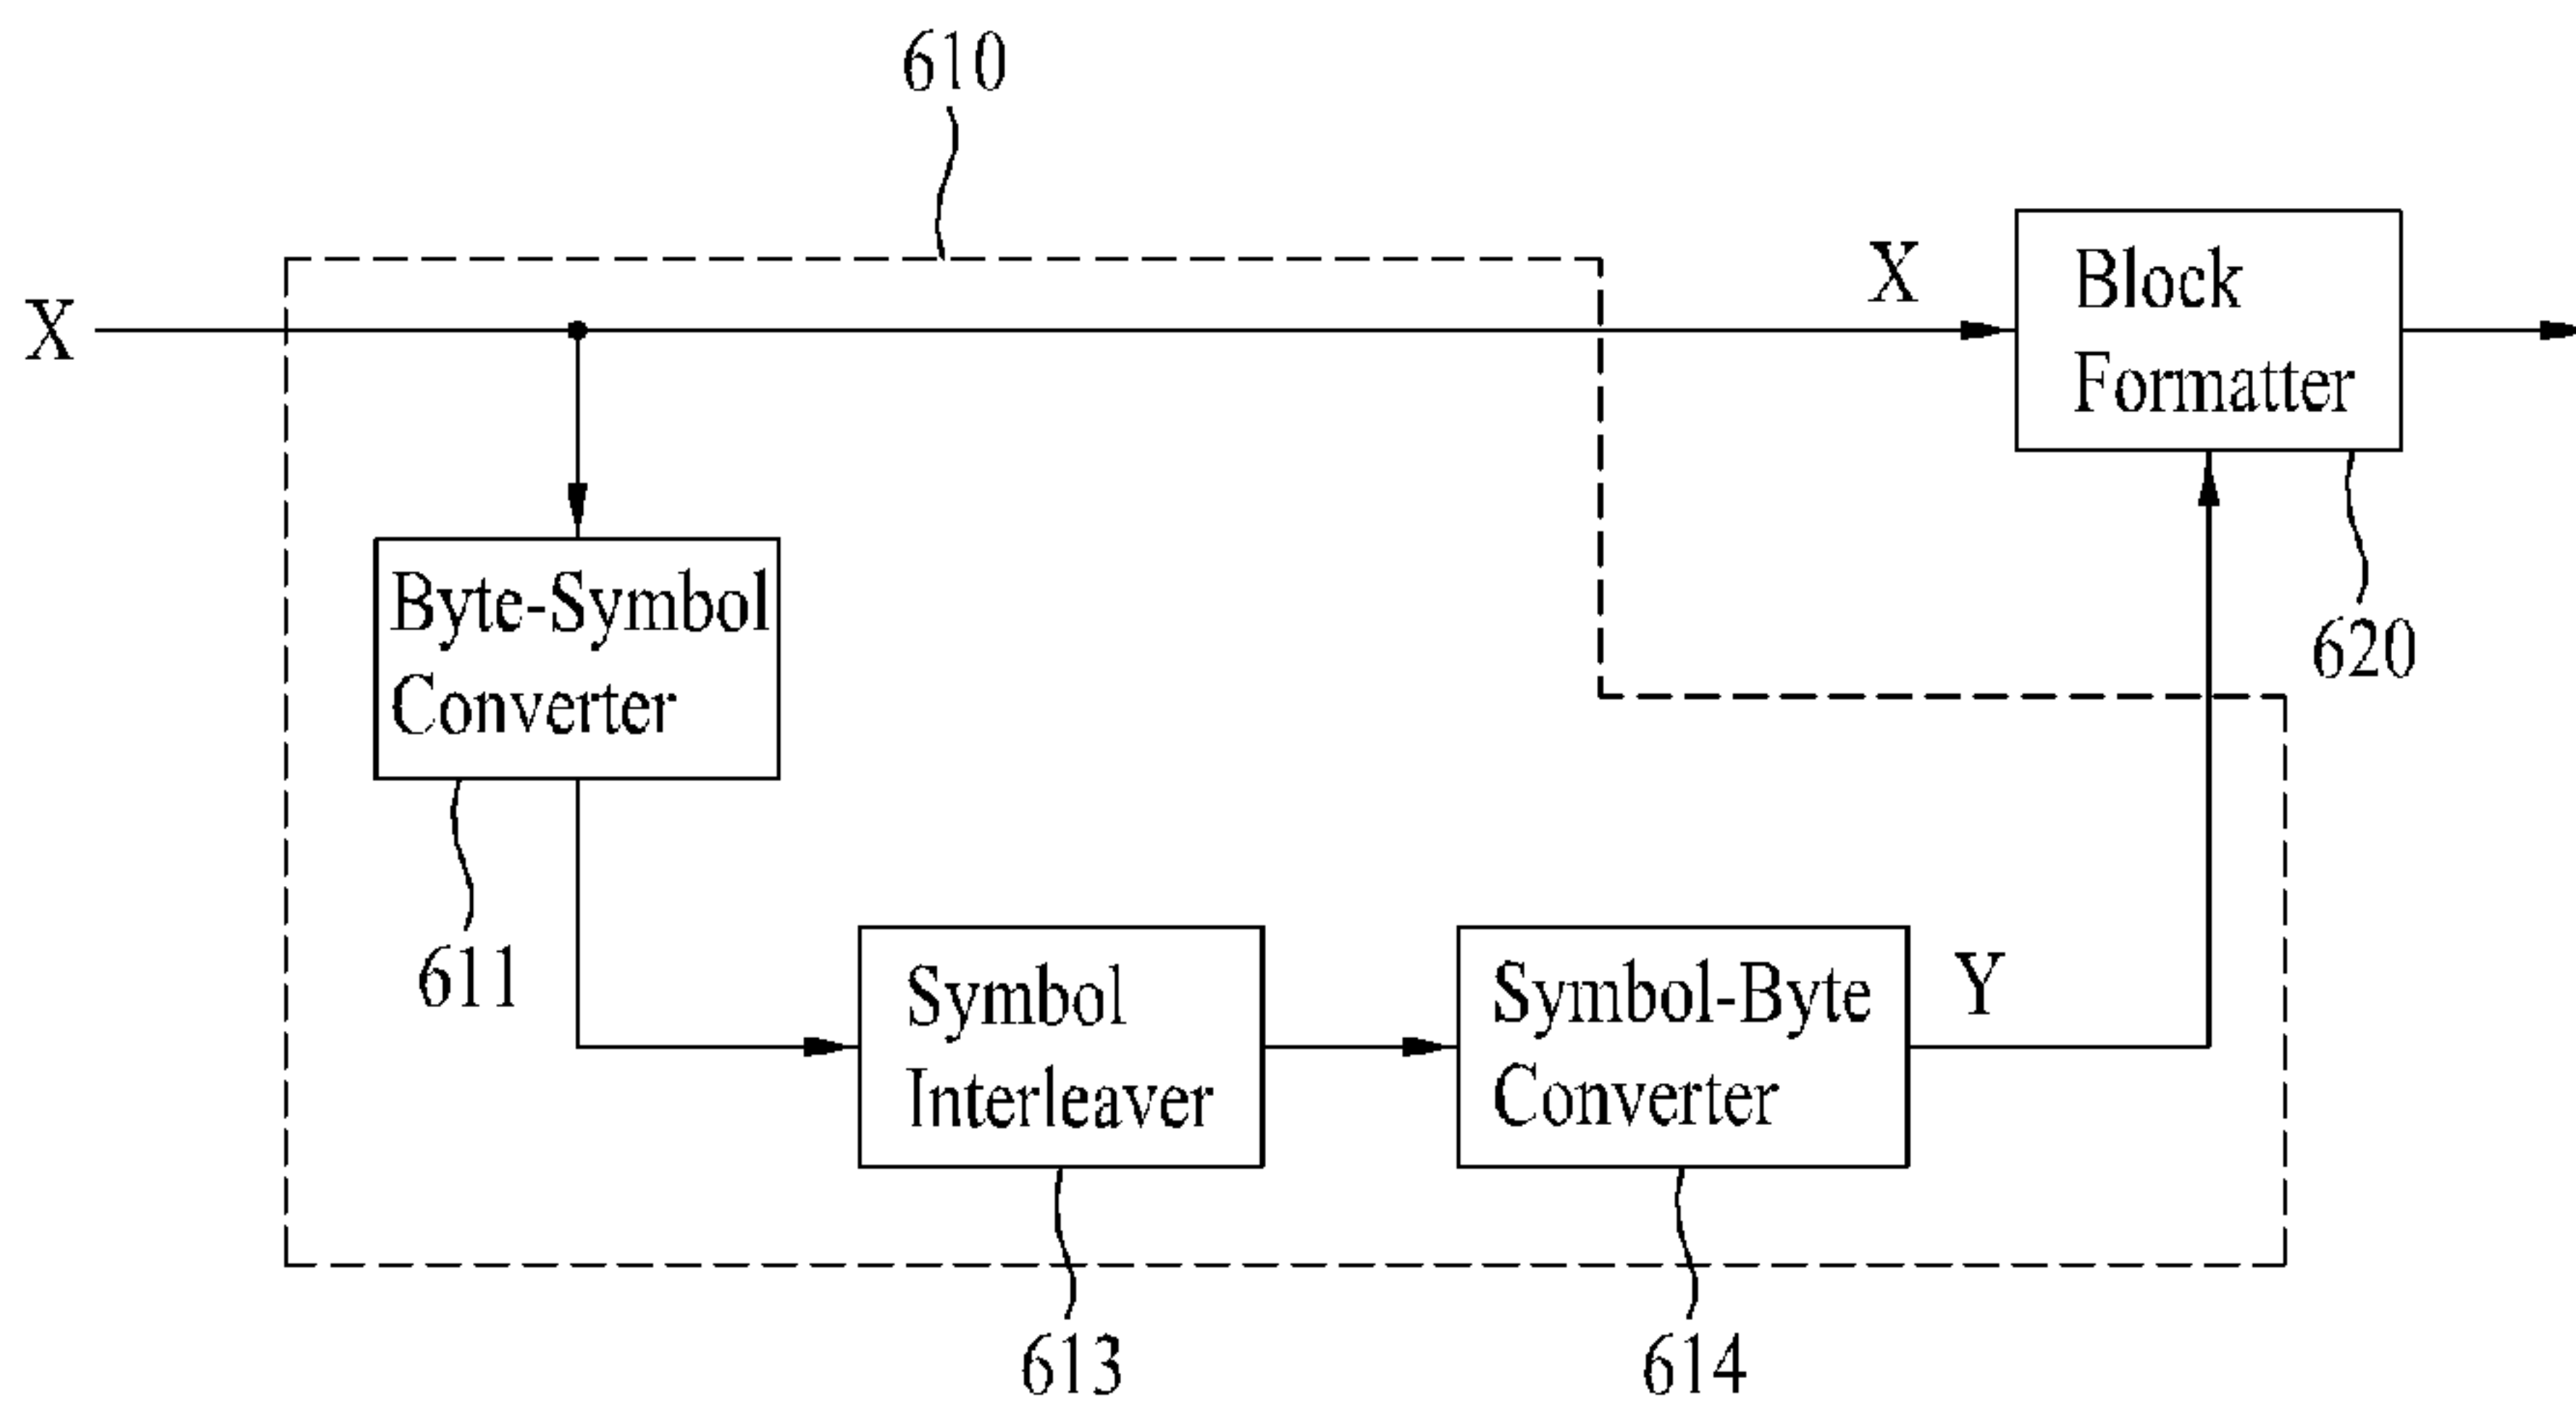 610
X
X
Block
Formatter
Byte-Symbol
Converter
620
611
Symbol
Interleaver
Symbol-Byte
Converter
Y
613
614